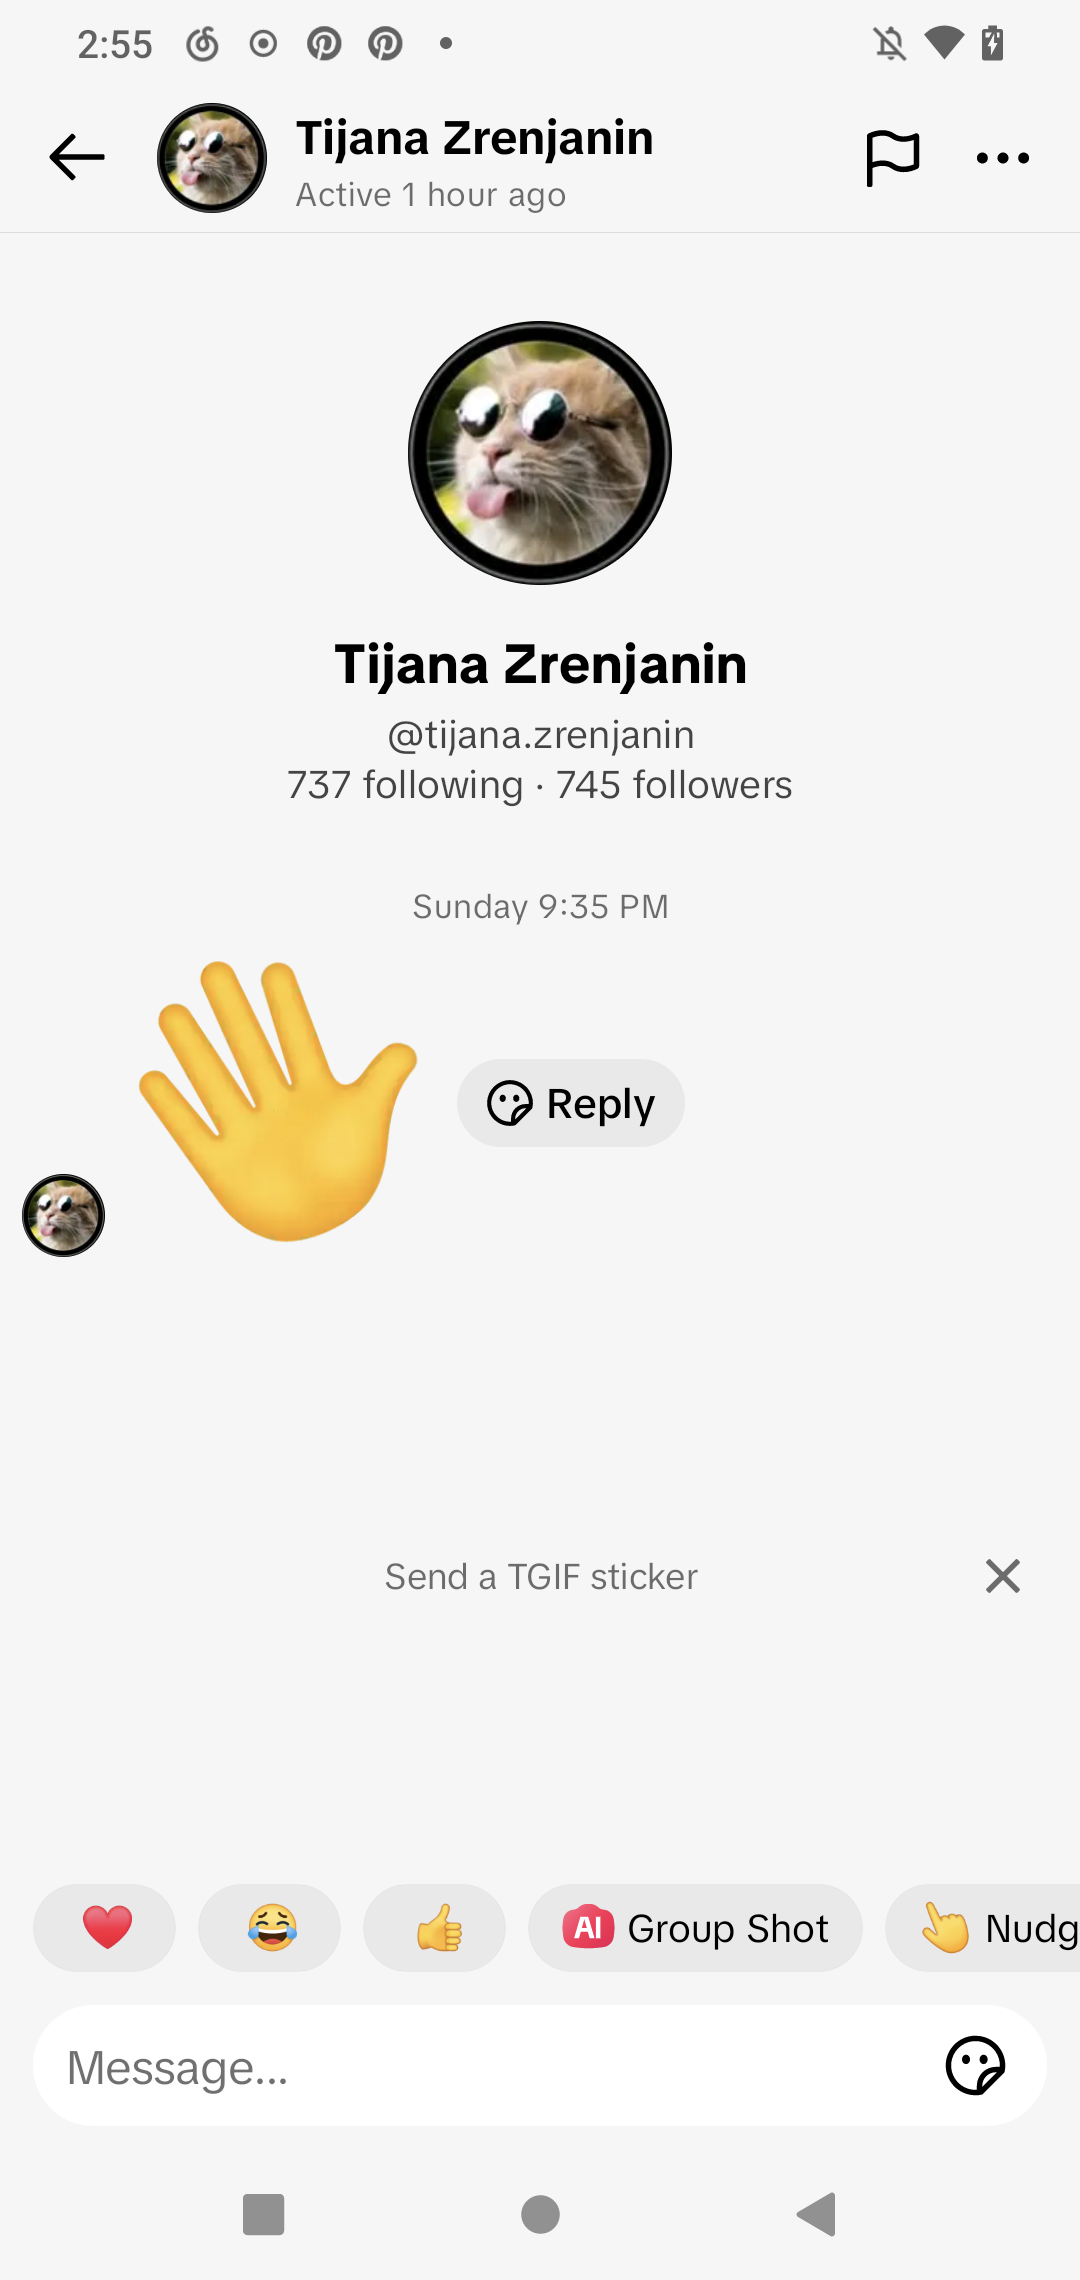 2:55
Tijana Zrenjanin
Active 1 hour ago
Tijana Zrenjanin
@tijana.zrenjanin
737 following · 745 followers
Sunday 9:35 PM
Reply
Send a TGIF sticker
AI Group Shot
Nudg
Message...